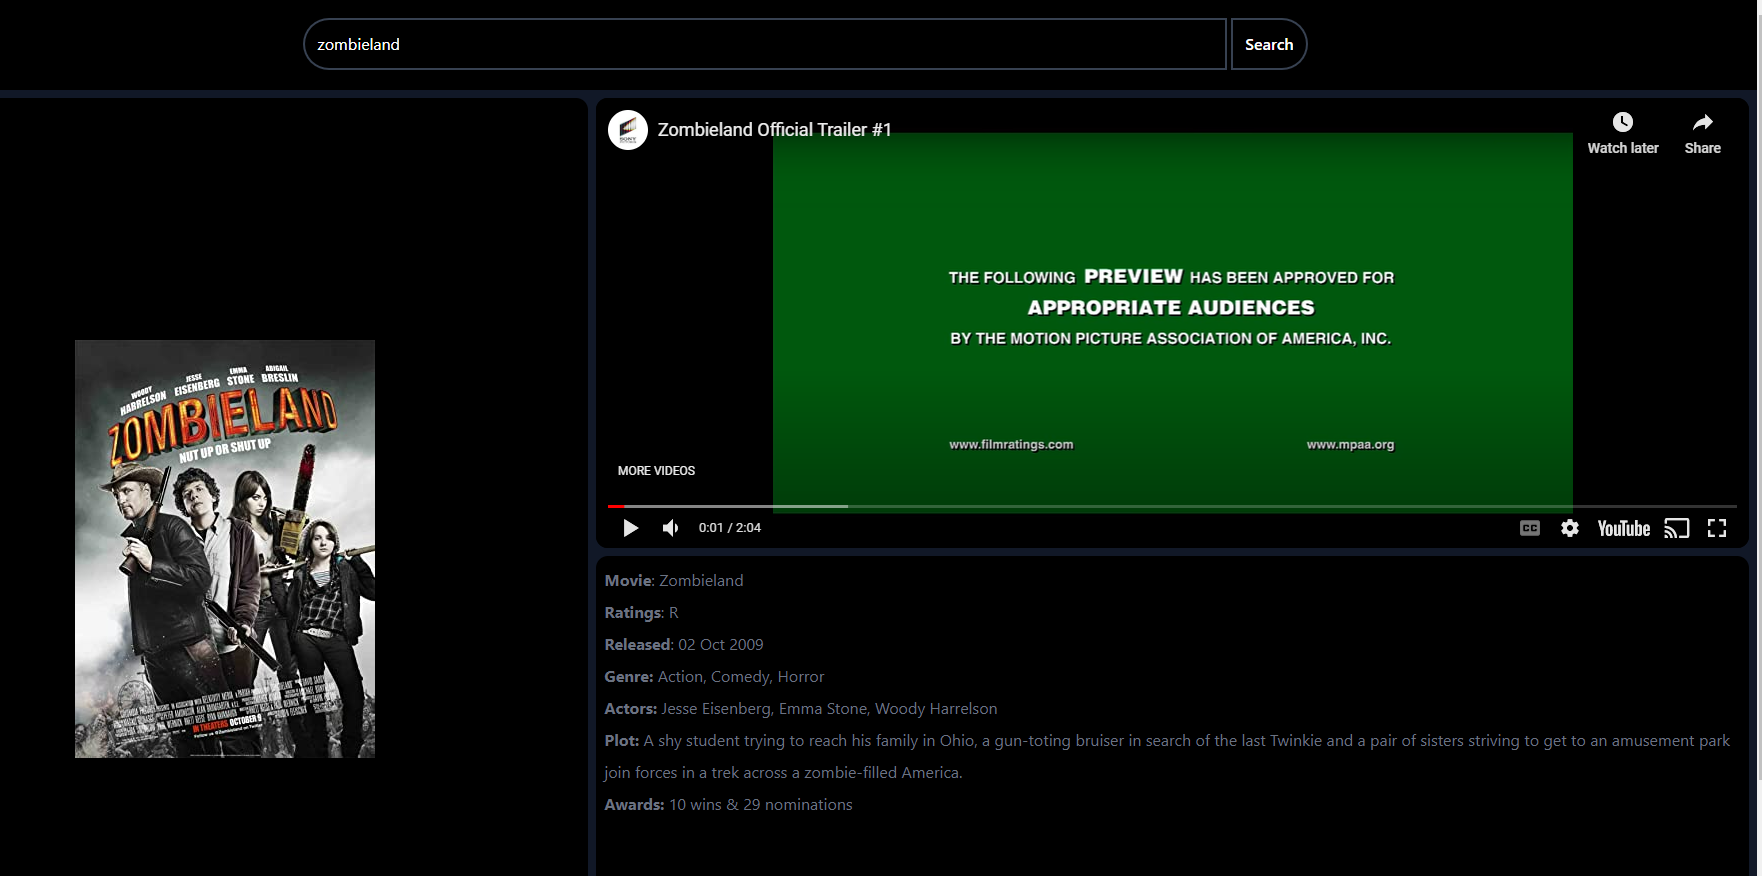 zombieland
Search
Zombieland Official Trailer #1
Watch later
Share
SONY
THE FOLLOWING PREVIEW HAS BEEN APPROVED FOR
APPROPRIATE AUDIENCES
BY THE MOTION PICTURE ASSOCIATION OF AMERICA, INC.
www.filmratings.com
www.mpaa.org
MORE VIDEOS
0:01 / 2:04
CC
YouTube
WOODY HARRELSON
JESSE EISENBERG
EMMA STONE
ABIGAIL BRESLIN
ZOMBIELAND
NUT UP OR SHUT UP
IN THEATERS OCTOBER 9
Movie: Zombieland
Ratings: R
Released: 02 Oct 2009
Genre: Action, Comedy, Horror
Actors: Jesse Eisenberg, Emma Stone, Woody Harrelson
Plot: A shy student trying to reach his family in Ohio, a gun-toting bruiser in search of the last Twinkie and a pair of sisters striving to get to an amusement park
join forces in a trek across a zombie-filled America.
Awards: 10 wins & 29 nominations